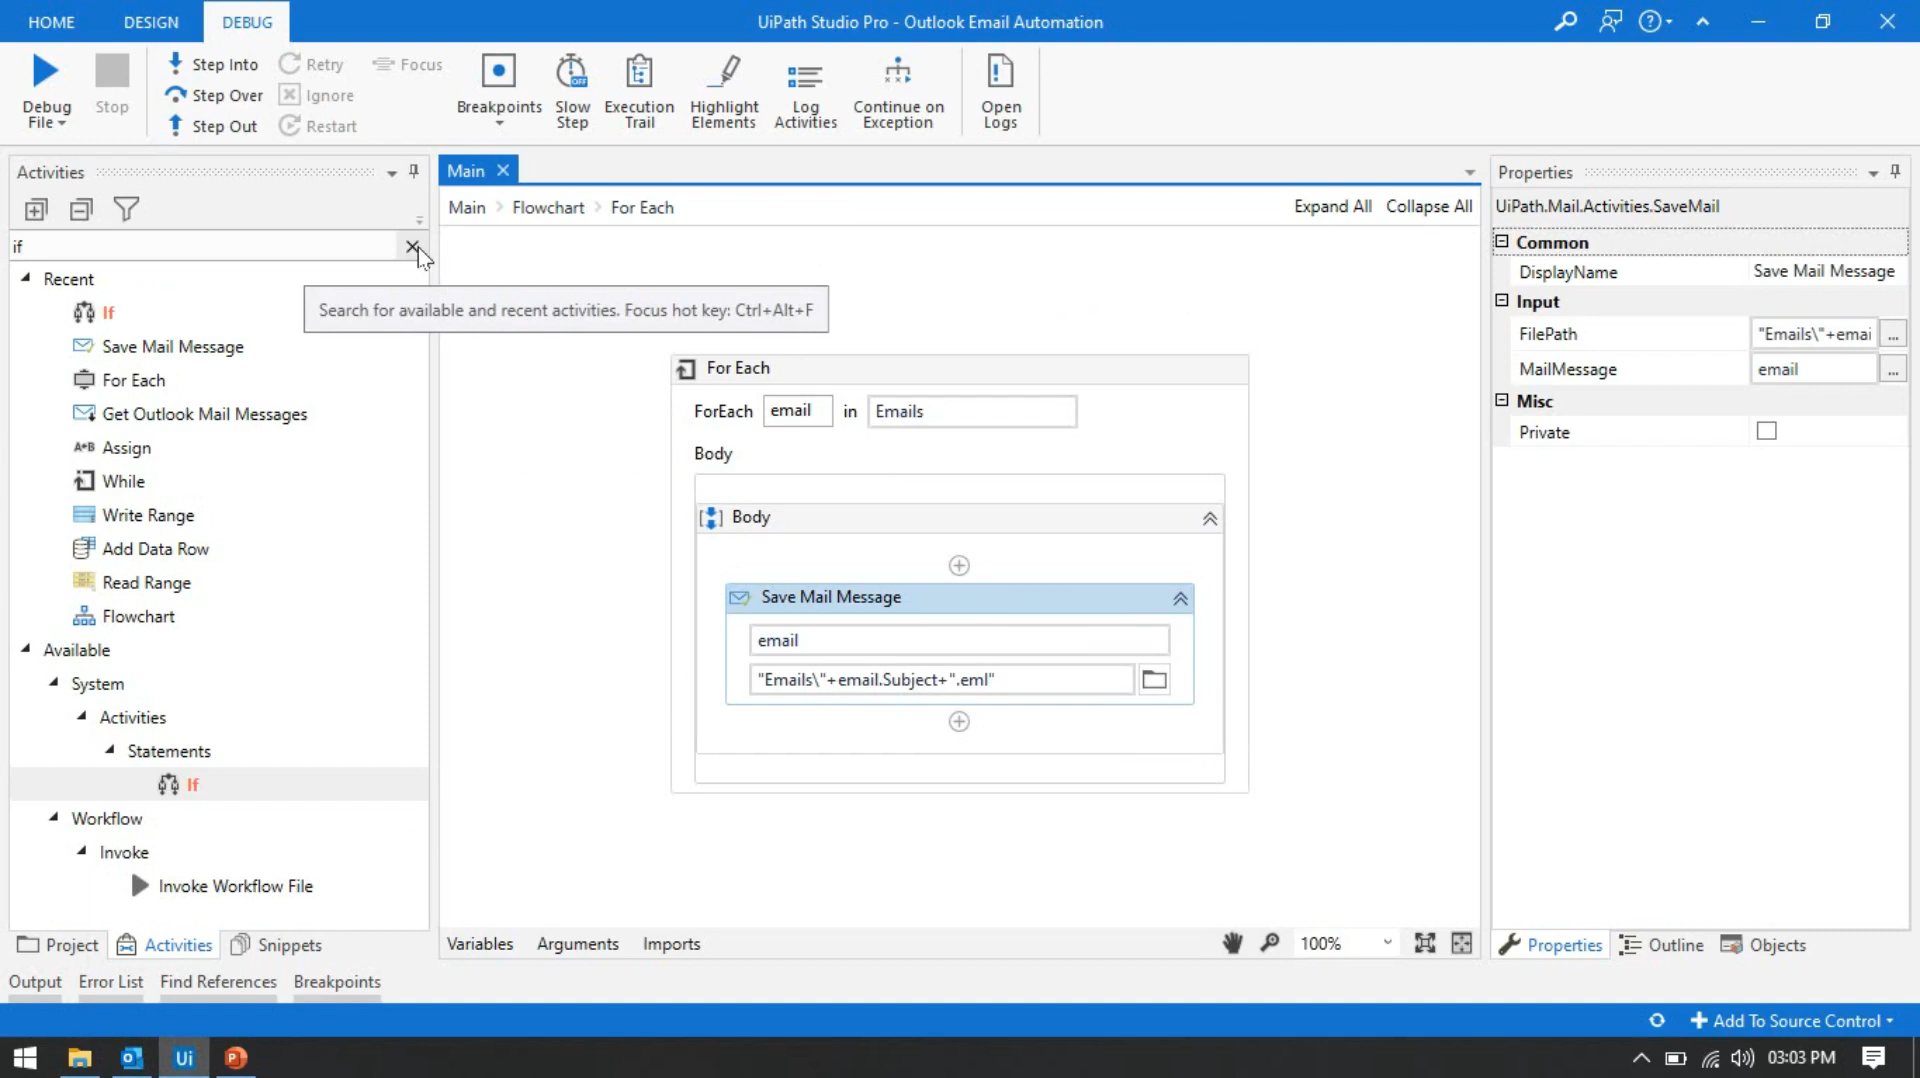 HOME DESIGN DEBUG UiPath Studio Pro - Outlook Email Automation
Debug File
Stop
Step Into
Step Over
Step Out
Retry
Ignore
Restart
Focus
Breakpoints
Slow Step
Execution Trail
Highlight Elements
Log Activities
Continue on Exception
Open Logs
Activities
if
Recent
If
Save Mail Message
For Each
Get Outlook Mail Messages
Assign
While
Write Range
Add Data Row
Read Range
Flowchart
Available
System
Activities
Statements
If
Workflow
Invoke
Invoke Workflow File
Search for available and recent activities. Focus hot key: Ctrl+Alt+F
Project Activities Snippets
Main
Main Flowchart For Each Expand All Collapse All
For Each
ForEach email in Emails
Body
Body
Save Mail Message
email
"Emails\"+email.Subject+".eml"
Variables Arguments Imports 100%
Properties
UiPath.Mail.Activities.SaveMail
Common
DisplayName Save Mail Message
Input
FilePath "Emails\"+emai ...
MailMessage email ...
Misc
Private
Properties Outline Objects
Output Error List Find References Breakpoints
Add To Source Control
Ui 03:03 PM